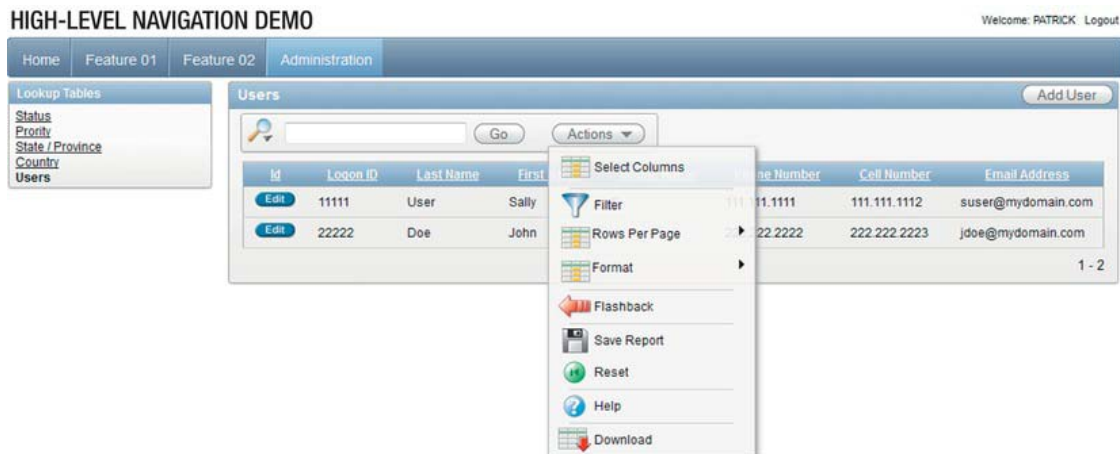 HIGH-LEVEL NAVIGATION DEMO
Welcome: PATRICK Logout
Home Feature 01 Feature 02 Administration
Lookup Tables
Status
Prority
State / Province
Country
Users
Users Add User
Go Actions
Id Logon ID Last Name First Number Cell Number Email Address
Edit 11111 User Sally 111.111.1112 suser@mydomain.com
Edit 22222 Doe John 222.222.2223 jdoe@mydomain.com
1 - 2
Select Columns
Filter
Rows Per Page
Format
Flashback
Save Report
Reset
Help
Download